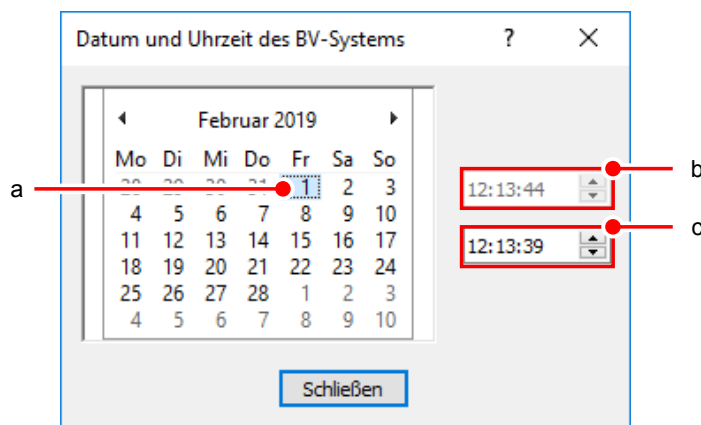 Datum und Uhrzeit des BV-Systems ? ×
Februar 2019
Mo Di Mi Do Fr Sa So
28 29 30 31 1 2 3
4 5 6 7 8 9 10
11 12 13 14 15 16 17
18 19 20 21 22 23 24
25 26 27 28 1 2 3
4 5 6 7 8 9 10
a
12:13:44
b
12:13:39
c
Schließen